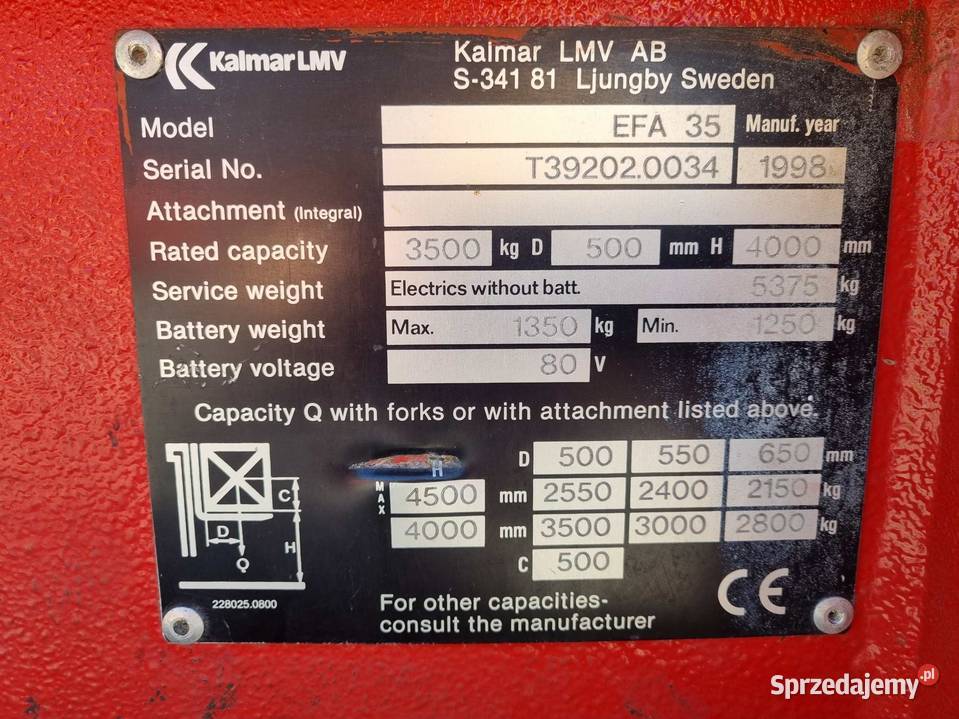 Kalmar LMV Kalmar LMV AB
S-341 81 Ljungby Sweden
Model EFA 35 Manuf. year
Serial No. T39202.0034 1998
Attachment (Integral)
Rated capacity 3500 kg D 500 mm H 4000 mm
Service weight Electrics without batt. 5375 kg
Battery weight Max. 1350 kg Min. 1250 kg
Battery voltage 80 V
Capacity Q with forks or with attachment listed above.
H D 500 550 650 mm
MAX 4500 mm 2550 2400 2150 kg
4000 mm 3500 3000 2800 kg
C 500
C
D
H
Q
228025.0800
CE
For other capacities-
consult the manufacturer
Sprzedajemy.pl